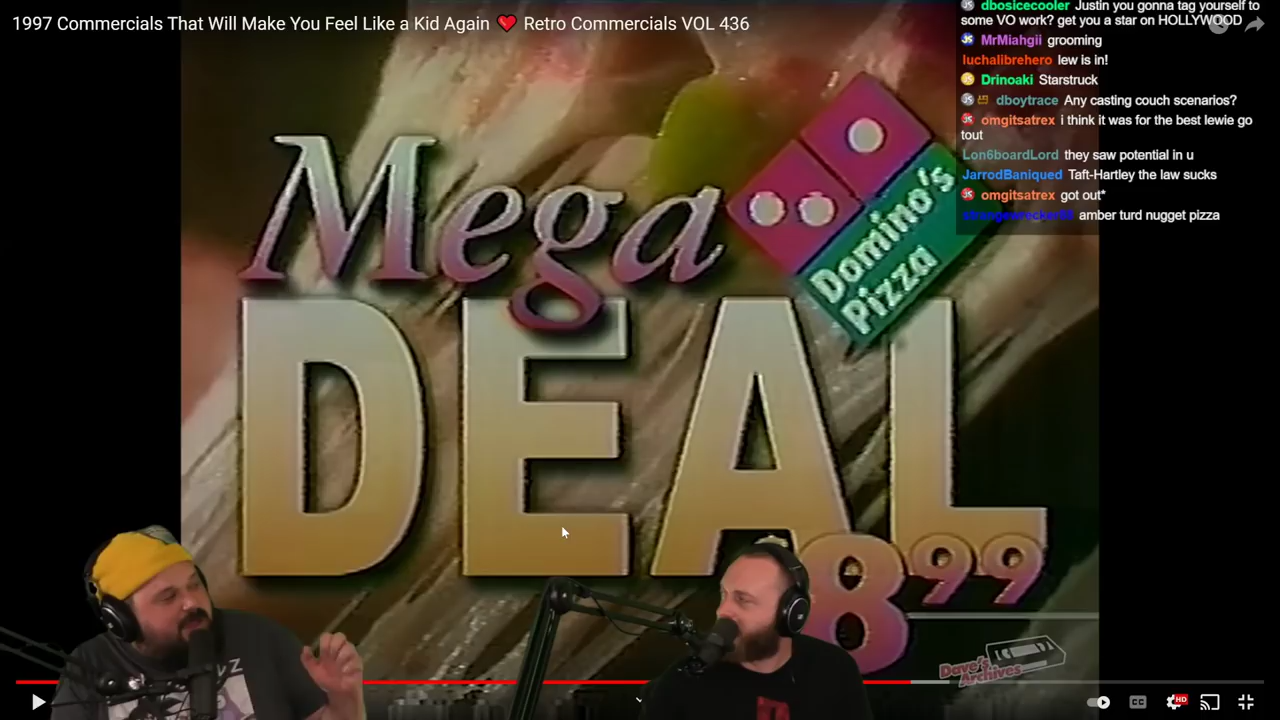 1997 Commercials That Will Make You Feel Like a Kid Again ❤️ Retro Commercials VOL 436
dbosicecooler Justin you gonna tag yourself to
some VO work? get you a star on HOLLYWOOD
MrMiahgii grooming
luchalibrehero lew is in!
Drinoaki Starstruck
dboytrace Any casting couch scenarios?
omgitsatrex i think it was for the best lewie go
tout
Lon6boardLord they saw potential in u
JarrodBaniqued Taft-Hartley the law sucks
omgitsatrex got out*
amber turd nugget pizza
Mega
DEAL
Domino's
Pizza
8 99
Dave's
Archives
CC
HD